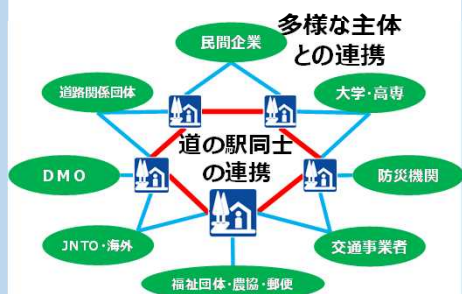 多様な主体
との連携
民間企業
道路関係団体
大学・高専
道の駅同士
の連携
DMO
防災機関
JNTO・海外
交通事業者
福祉団体・農協・郵便